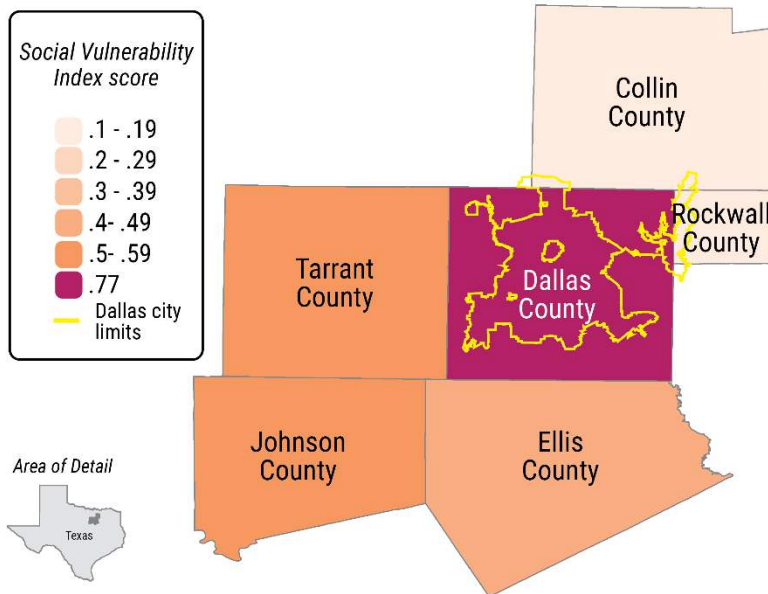 Social Vulnerability
Index score
.1 - .19
.2 - .29
.3 - .39
.4- .49
.5- .59
.77
Dallas city
limits
Collin
County
Rockwall
County
Tarrant
County
Dallas
County
Johnson
County
Ellis
County
Area of Detail
Texas